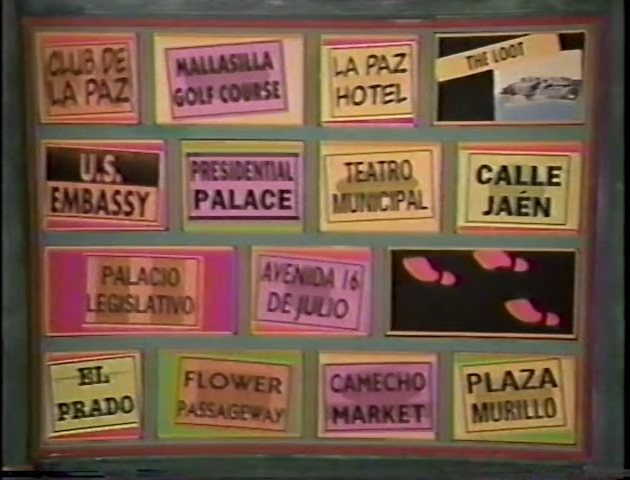 CLUB DE
LA PAZ
MALLASILLA
GOLF COURSE
LA PAZ
HOTEL
THE LOOT
U.S.
EMBASSY
PRESIDENTIAL
PALACE
TEATRO
MUNICIPAL
CALLE
JAÉN
PALACIO
LEGISLATIVO
AVENIDA 16
DE JULIO
EL
PRADO
FLOWER
PASSAGEWAY
CAMECHO
MARKET
PLAZA
MURILLO